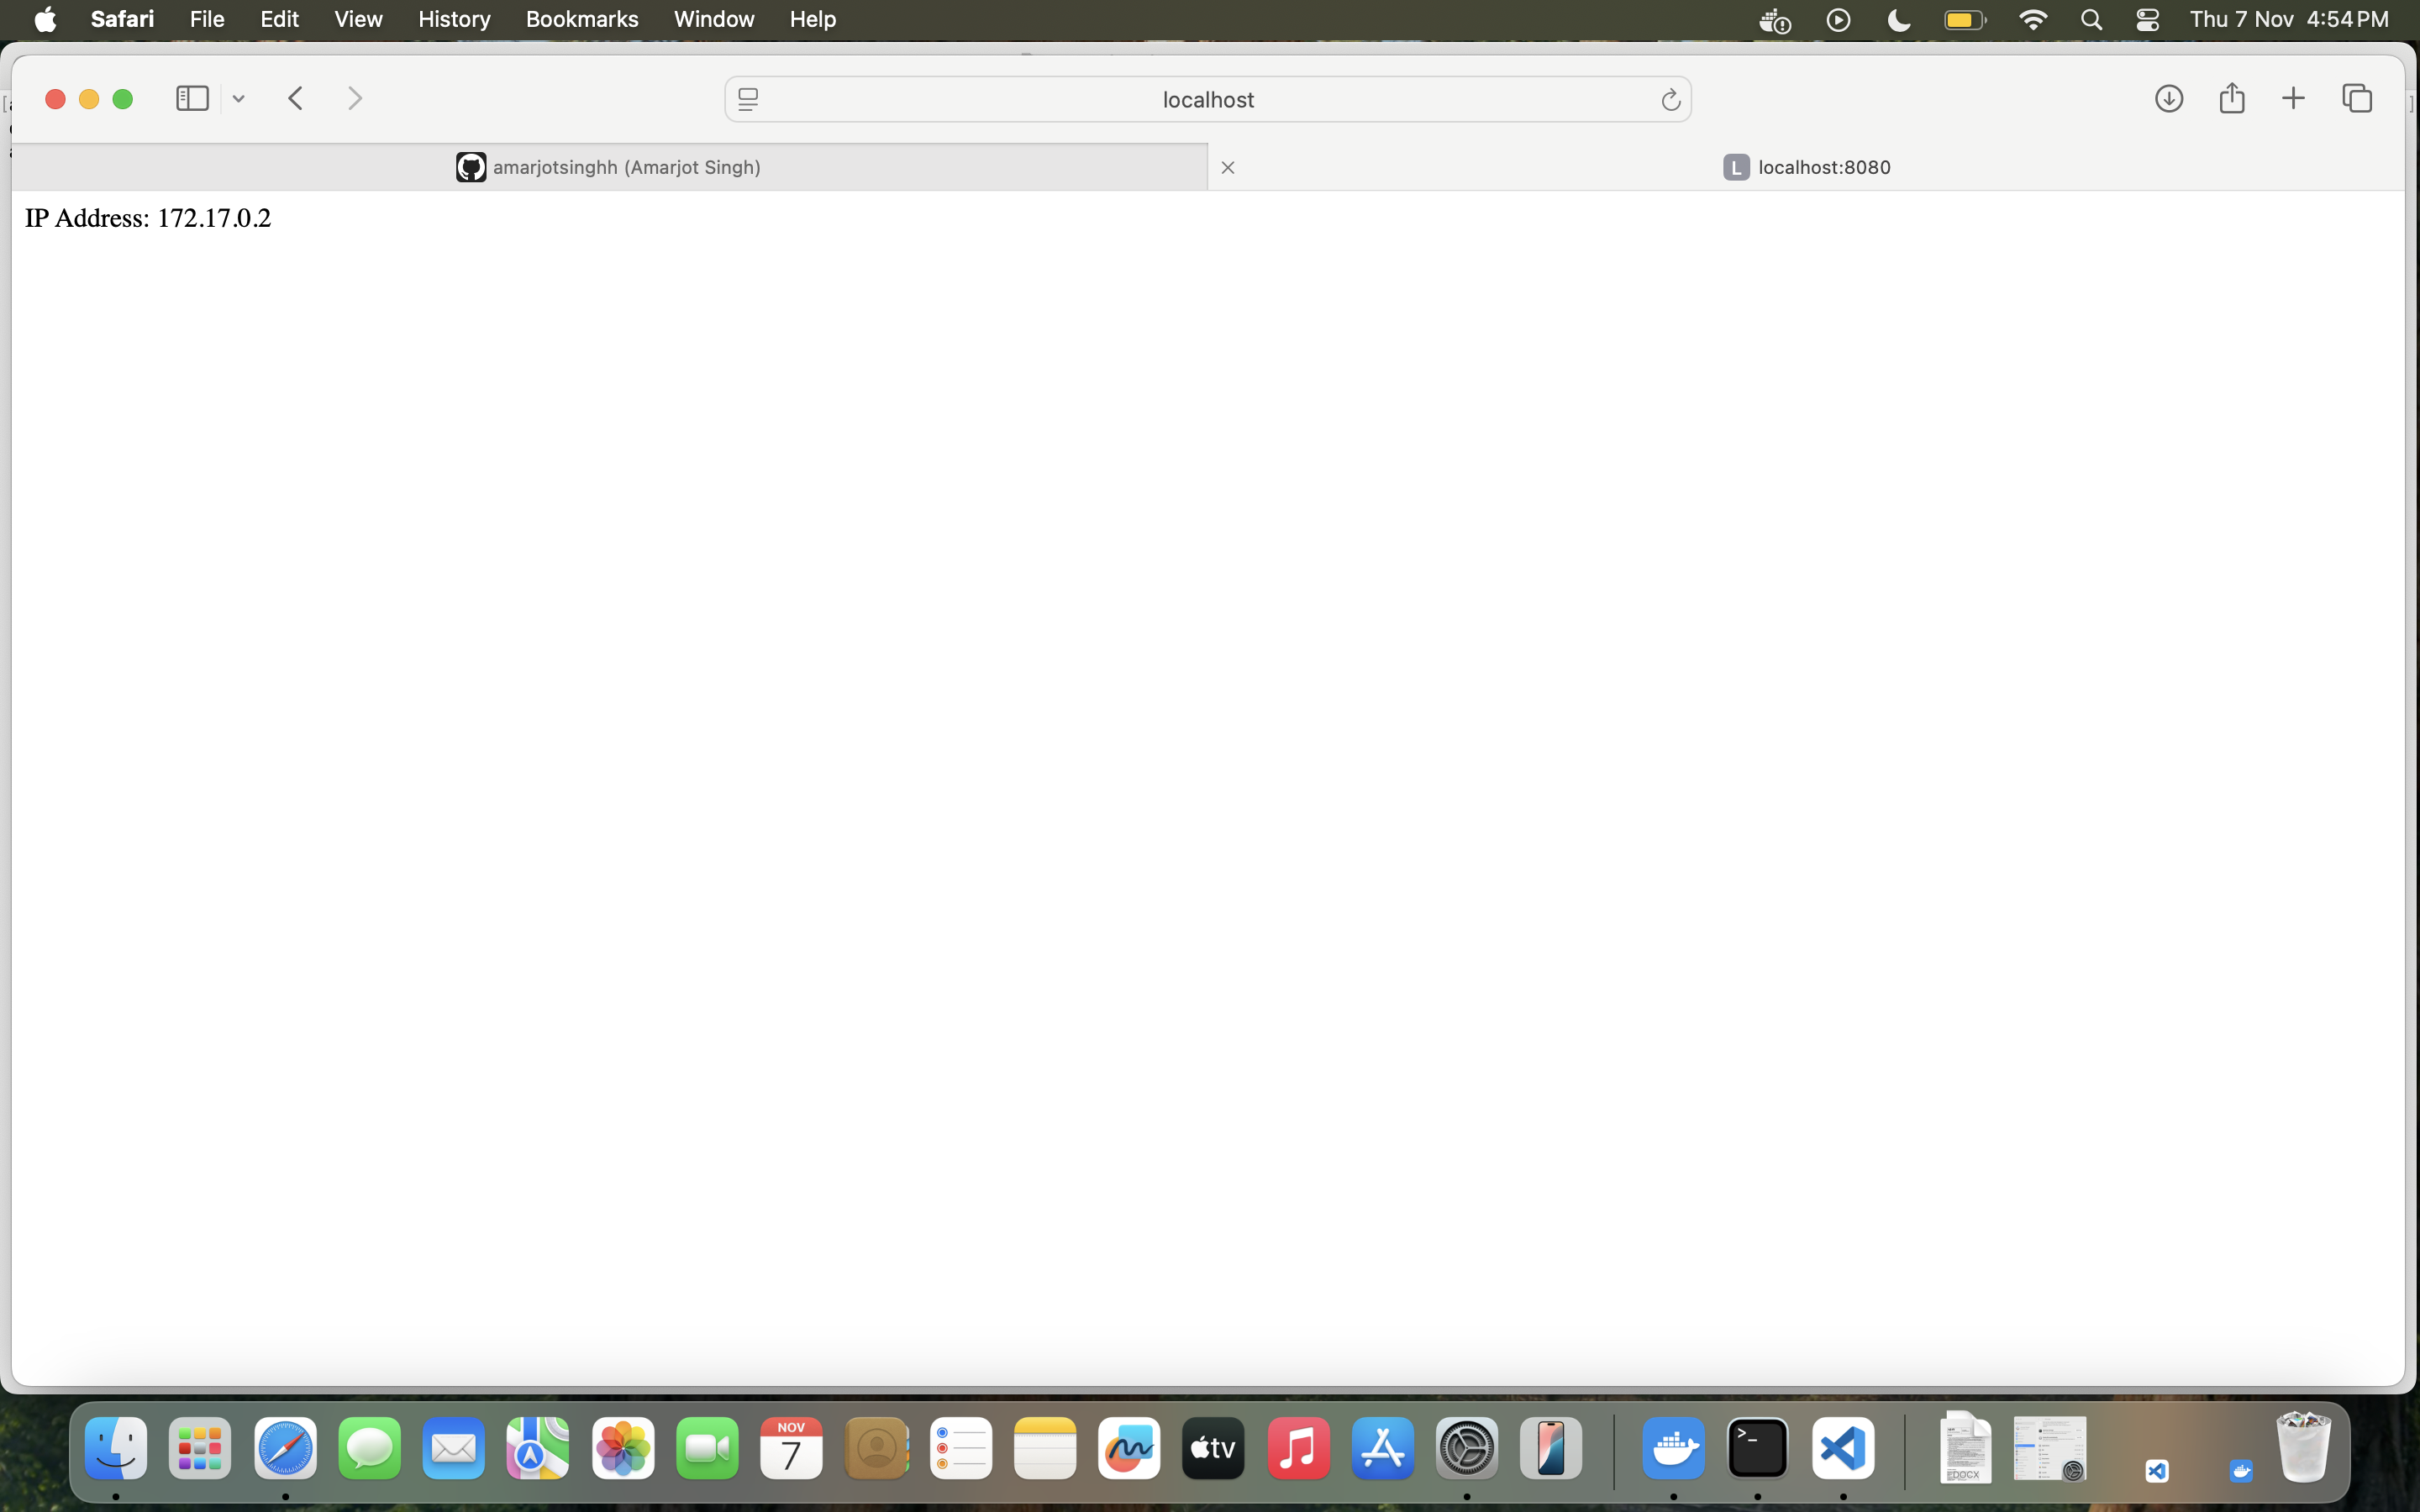 Safari File Edit View History Bookmarks Window Help Thu 7 Nov 4:54 PM
localhost
amarjotsinghh (Amarjot Singh)
L localhost:8080
IP Address: 172.17.0.2
NOV
7
tv
>_
DOCX